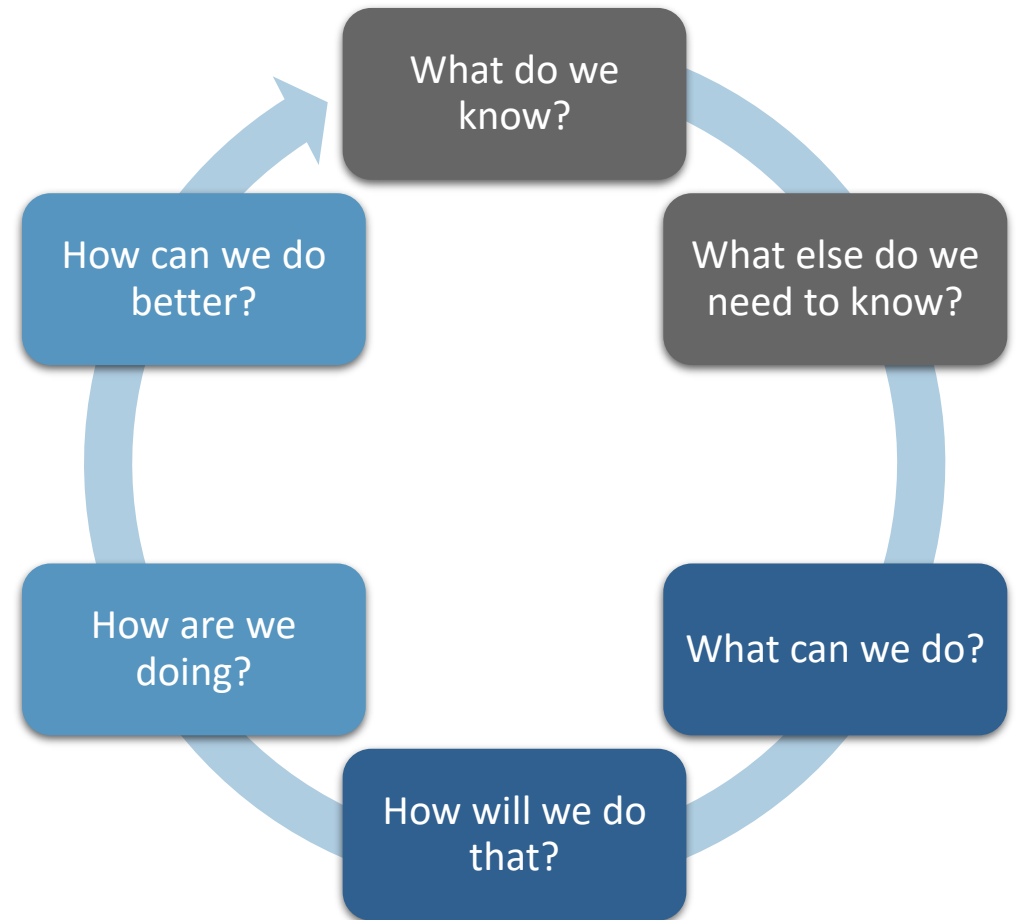 What do we
know?
What else do we
need to know?
What can we do?
How will we do
that?
How are we
doing?
How can we do
better?